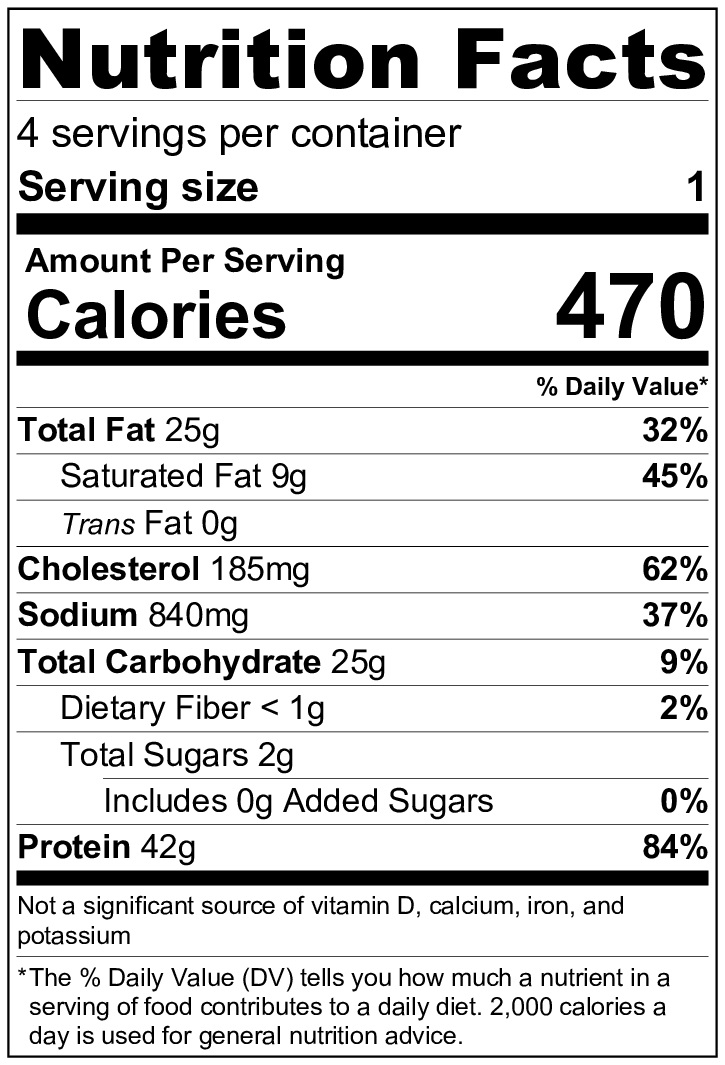 Nutrition Facts
4 servings per container
Serving size 1
Amount Per Serving
Calories 470
% Daily Value*
Total Fat 25g 32%
Saturated Fat 9g 45%
Trans Fat 0g
Cholesterol 185mg 62%
Sodium 840mg 37%
Total Carbohydrate 25g 9%
Dietary Fiber < 1g 2%
Total Sugars 2g
Includes 0g Added Sugars 0%
Protein 42g 84%
Not a significant source of vitamin D, calcium, iron, and
potassium
*The % Daily Value (DV) tells you how much a nutrient in a
serving of food contributes to a daily diet. 2,000 calories a
day is used for general nutrition advice.